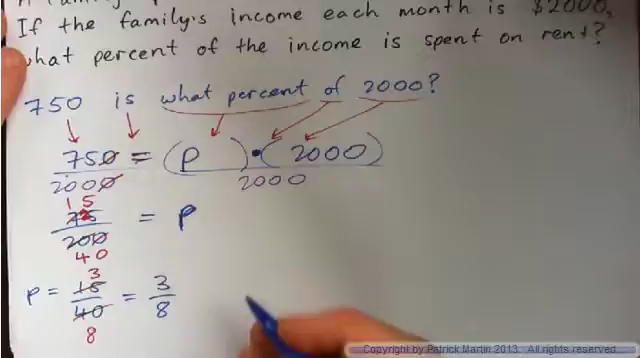 If the family's income each month is $2000,
what percent of the income is spent on rent?
750 is what percent of 2000?
750 = (P ) · ( 2000)
2000 2000
15
75 = P
200
40
3
P = 15 = 3
40 8
8
Copyright by Patrick Martin 2013. All rights reserved.